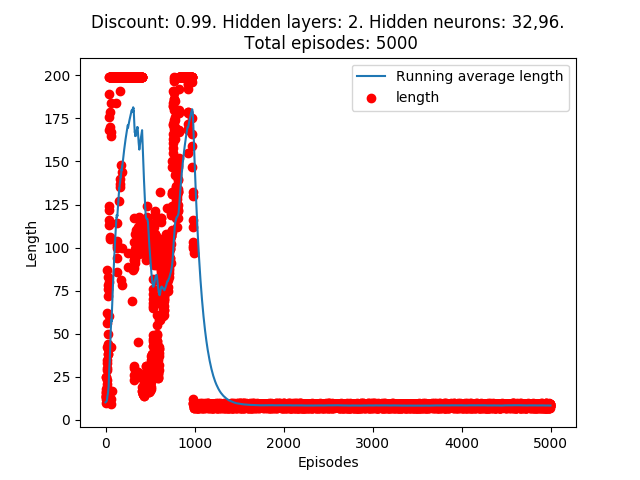 Discount: 0.99. Hidden layers: 2. Hidden neurons: 32,96.
Total episodes: 5000
Running average length
length
200
175
150
125
100
75
50
25
0
Length
0 1000 2000 3000 4000 5000
Episodes